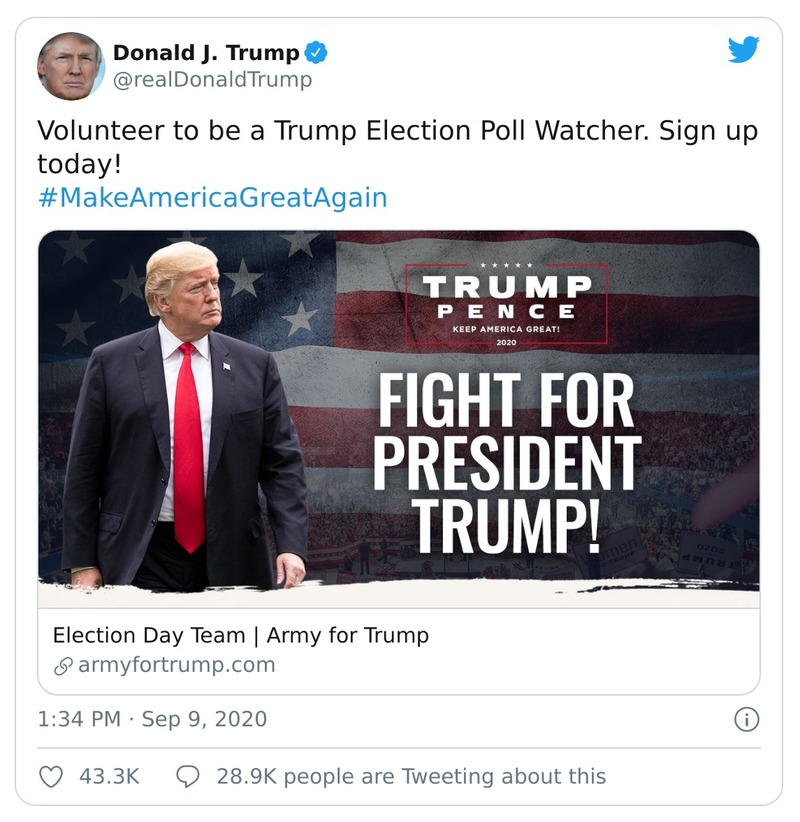 Donald J. Trump
@realDonaldTrump
Volunteer to be a Trump Election Poll Watcher. Sign up
today!
#MakeAmericaGreatAgain
TRUMP
PENCE
KEEP AMERICA GREAT!
2020
FIGHT FOR
PRESIDENT
TRUMP!
Election Day Team | Army for Trump
armyfortrump.com
1:34 PM · Sep 9, 2020
43.3K 28.9K people are Tweeting about this